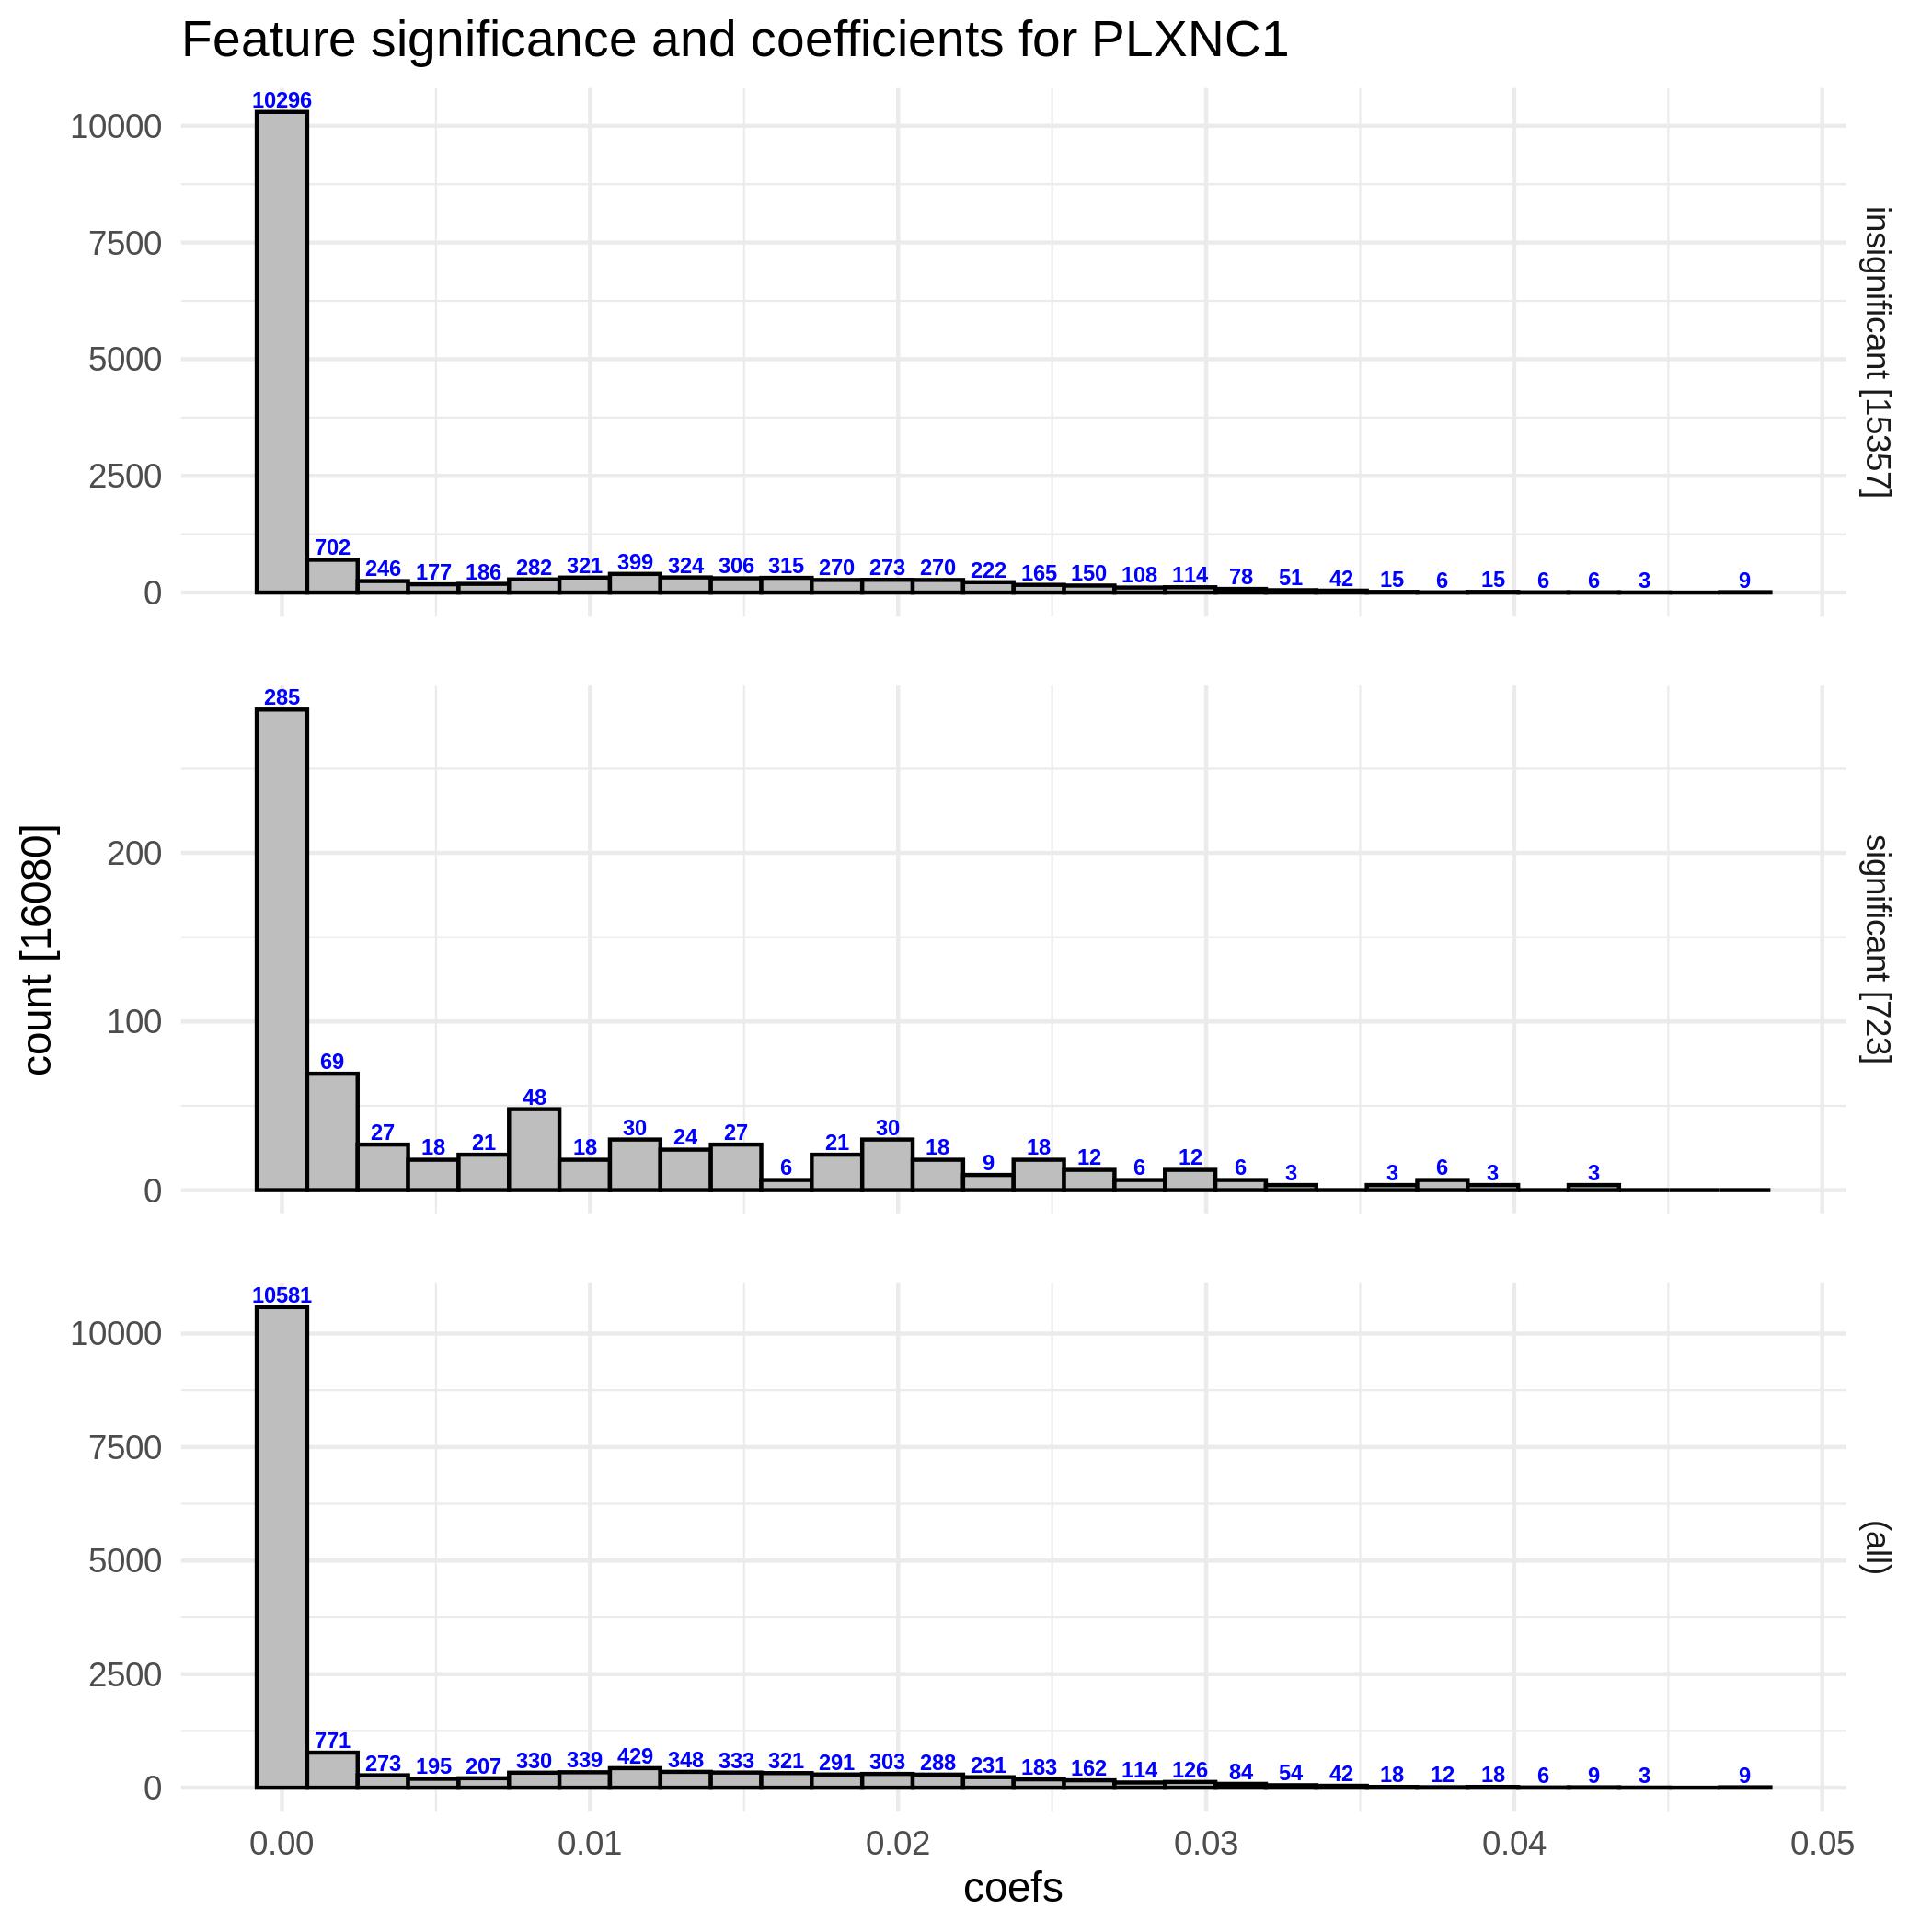 Feature significance and coefficients for PLXNC1
10296
10000
7500
5000
2500
0
702 246 177 186 282 321 399 324 306 315 270 273 270 222 165 150 108 114 78 51 42 15 6 15 6 6 3 9
insignificant [15357]
285
200
100
0
69 27 18 21 48 18 30 24 27 6 21 30 18 9 18 12 6 12 6 3 3 6 3 3
significant [723]
count [16080]
10581
10000
7500
5000
2500
0
771 273 195 207 330 339 429 348 333 321 291 303 288 231 183 162 114 126 84 54 42 18 12 18 6 9 3 9
(all)
0.00 0.01 0.02 0.03 0.04 0.05
coefs